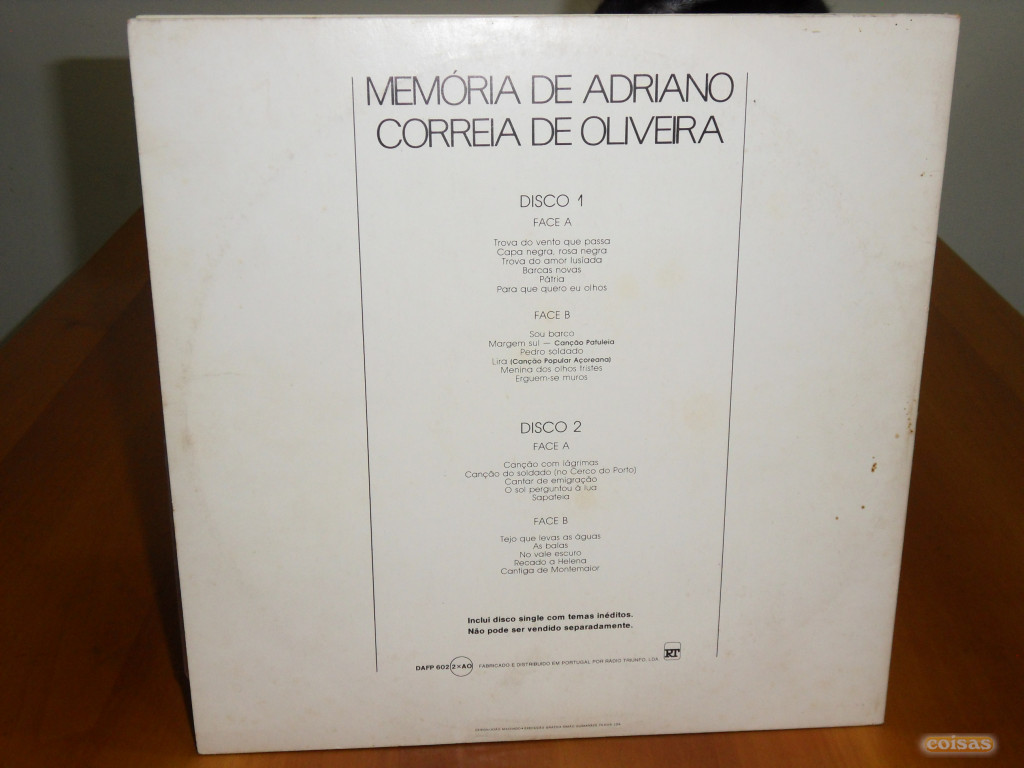 MEMÓRIA DE ADRIANO
CORREIA DE OLIVEIRA
DISCO 1
FACE A
Trova do vento que passa
Capa negra, rosa negra
Trova do amor lusíada
Barcas novas
Pátria
Para que quero eu olhos
FACE B
Sou barco
Margem sul — Canção Patuleia
Pedro soldado
Lira (Canção Popular Açoreana)
Menina dos olhos tristes
Erguem-se muros
DISCO 2
FACE A
Canção com lágrimas
Canção do soldado (no Cerco do Porto)
Cantar de emigração
O sol perguntou à lua
Sapateia
FACE B
Tejo que levas as águas
As balas
No vale escuro
Recado a Helena
Cantiga de Montemaior
Inclui disco single com temas inéditos.
Não pode ser vendido separadamente.
DAFP 602 2×AO FABRICADO E DISTRIBUIDO EM PORTUGAL POR RÁDIO TRIUNFO, LDA. RT
coisas